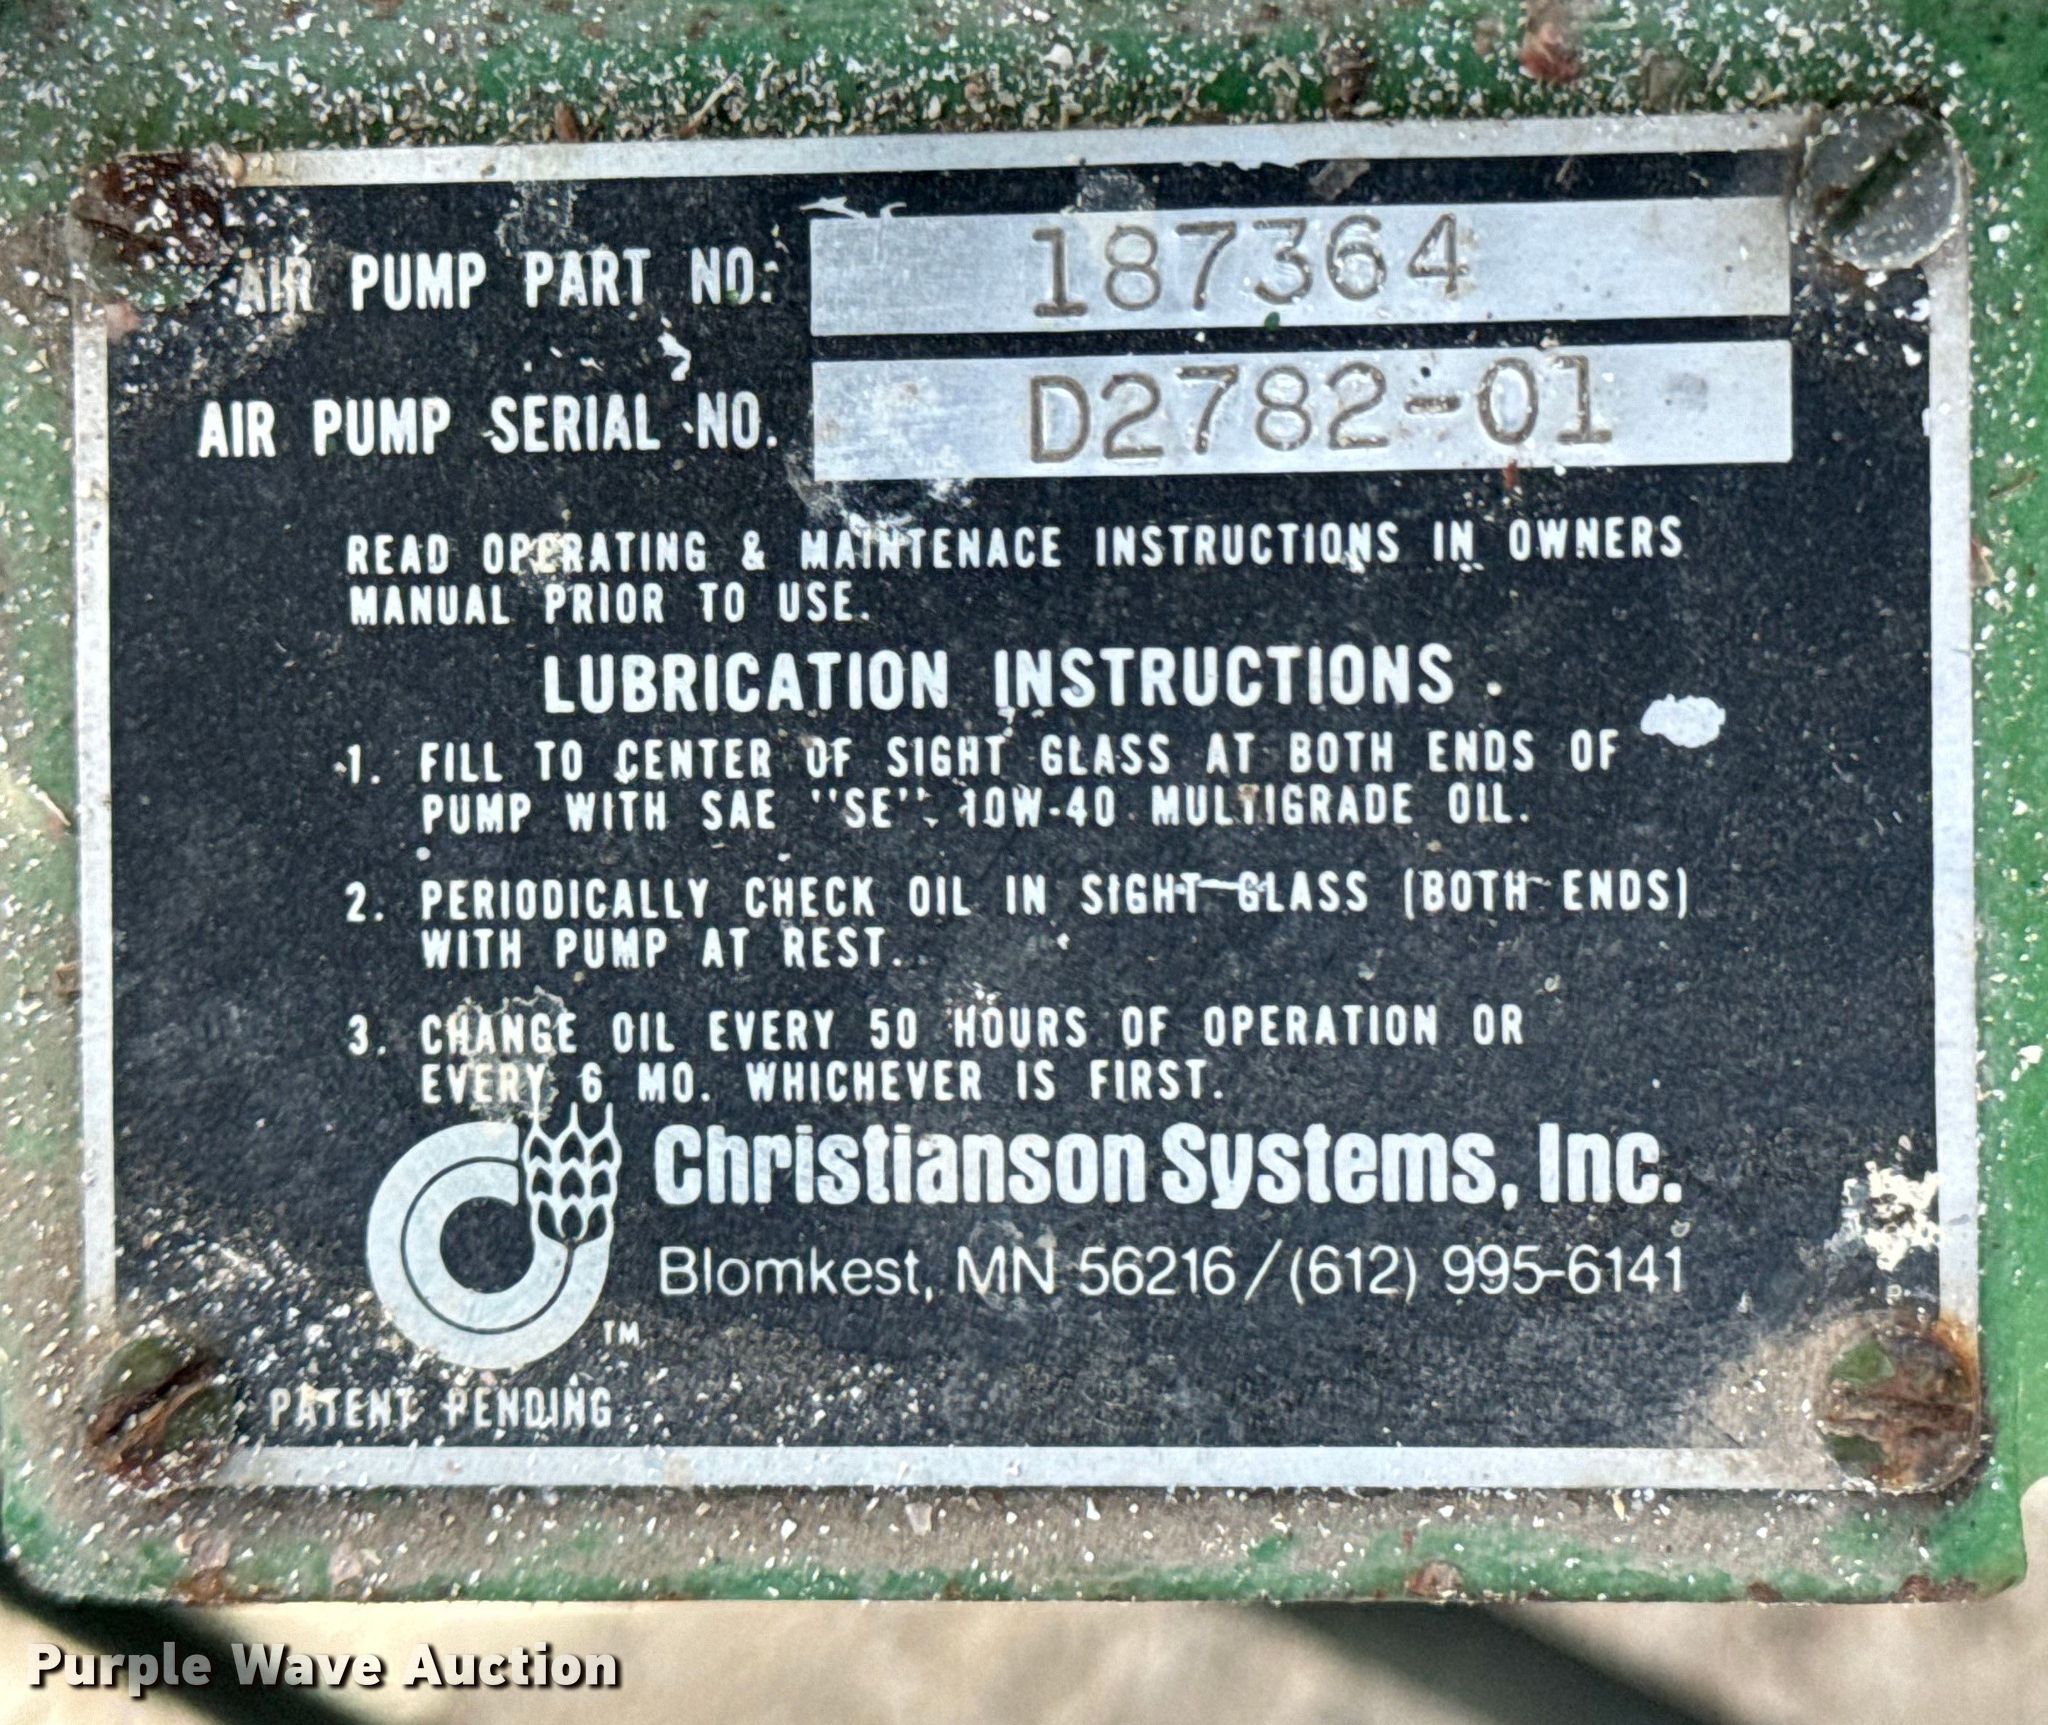 AIR PUMP PART NO: 187364
AIR PUMP SERIAL NO. D2782-01
READ OPERATING & MAINTENACE INSTRUCTIONS IN OWNERS
MANUAL PRIOR TO USE.
LUBRICATION INSTRUCTIONS
1. FILL TO CENTER OF SIGHT GLASS AT BOTH ENDS OF
PUMP WITH SAE "SE" 10W-40 MULTIGRADE OIL.
2. PERIODICALLY CHECK OIL IN SIGHT GLASS (BOTH ENDS)
WITH PUMP AT REST.
3. CHANGE OIL EVERY 50 HOURS OF OPERATION OR
EVERY 6 MO. WHICHEVER IS FIRST.
Christianson Systems, Inc.
Blomkest, MN 56216/(612) 995-6141
TM
PATENT PENDING
Purple Wave Auction